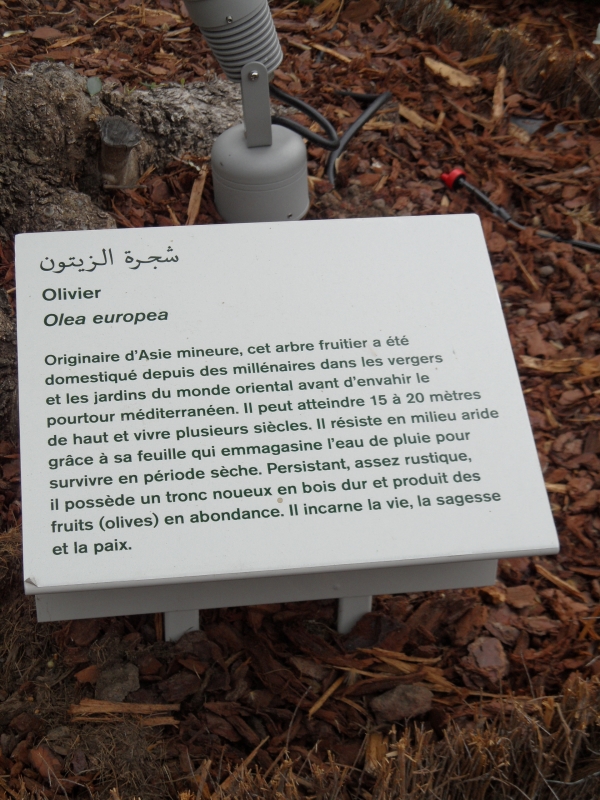 شجرة الزيتون
Olivier
Olea europea
Originaire d'Asie mineure, cet arbre fruitier a été
domestiqué depuis des millénaires dans les vergers
et les jardins du monde oriental avant d'envahir le
pourtour méditerranéen. Il peut atteindre 15 à 20 mètres
de haut et vivre plusieurs siècles. Il résiste en milieu aride
grâce à sa feuille qui emmagasine l'eau de pluie pour
survivre en période sèche. Persistant, assez rustique,
il possède un tronc noueux en bois dur et produit des
fruits (olives) en abondance. Il incarne la vie, la sagesse
et la paix.